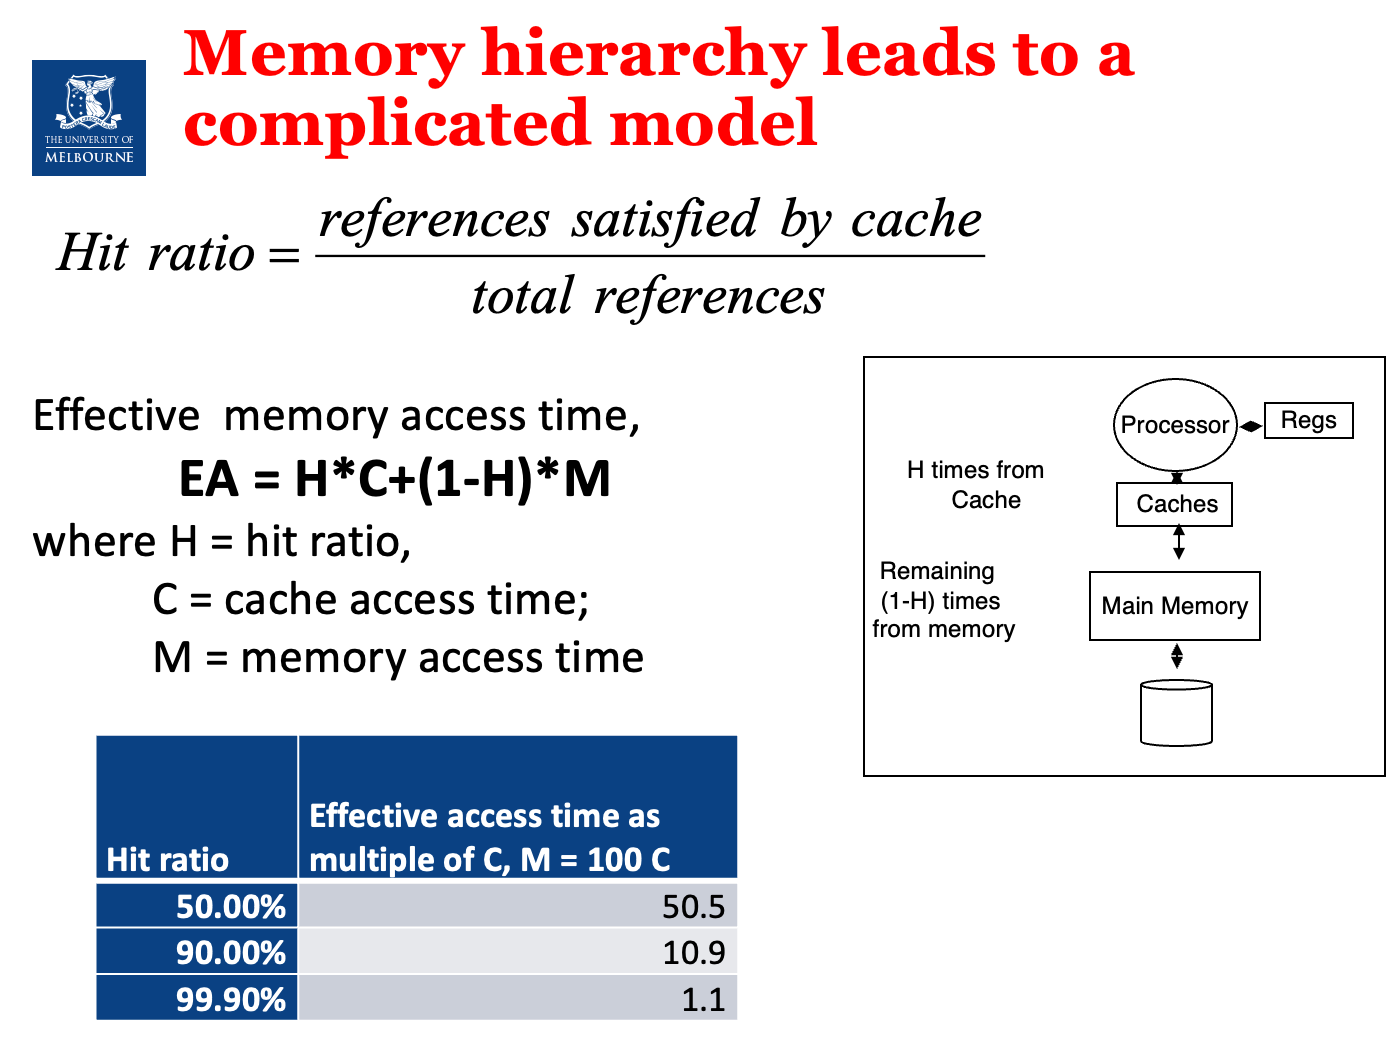 Memory hierarchy leads to a
complicated model
THE UNIVERSITY OF
MELBOURNE
Hit ratio = references satisfied by cache
total references
Effective memory access time,
EA = H*C+(1-H)*M
where H = hit ratio,
C = cache access time;
M = memory access time
Processor
Regs
H times from
Cache
Caches
Remaining
(1-H) times
from memory
Main Memory
Hit ratio
Effective access time as
multiple of C, M = 100 C
50.00% 50.5
90.00% 10.9
99.90% 1.1